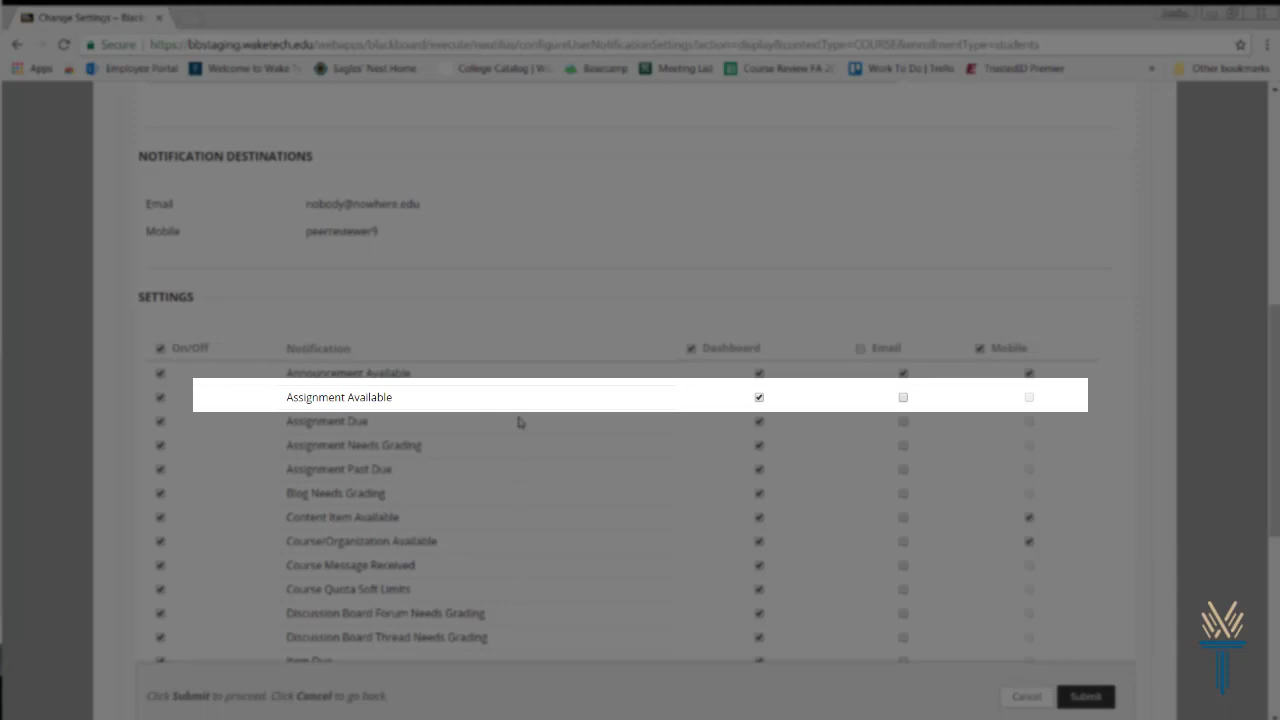 Change Settings – Black
Secure https://bbstaging.waketech.edu/webapps/blackboard/execute/nautilus/configureUserNotificationSettings?action=display&contextType=COURSE&enrollmentType=students
Apps Employee Portal Welcome to Wake T Eagles' Nest Home College Catalog | W Basecamp Meeting List Course Review FA 2 Work To Do | Trello TrustedID Premier » Other bookmarks
NOTIFICATION DESTINATIONS
Email nobody@nowhere.edu
Mobile peerreviewer9
SETTINGS
On/Off Notification Dashboard Email Mobile
Announcement Available
Assignment Available
Assignment Due
Assignment Needs Grading
Assignment Past Due
Blog Needs Grading
Content Item Available
Course/Organization Available
Course Message Received
Course Quota Soft Limits
Discussion Board Forum Needs Grading
Discussion Board Thread Needs Grading
Item Due
Click Submit to proceed. Click Cancel to go back. Cancel Submit